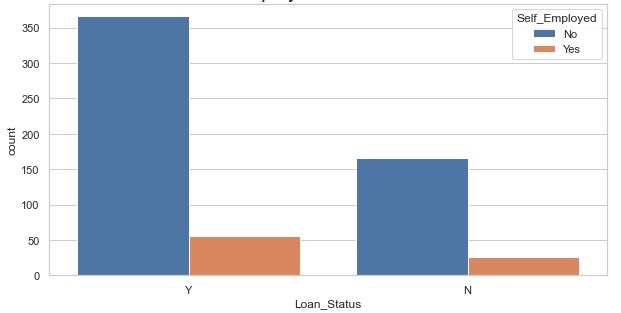 Self_Employed
No
Yes
350
300
250
200
150
100
50
0
count
Y
N
Loan_Status